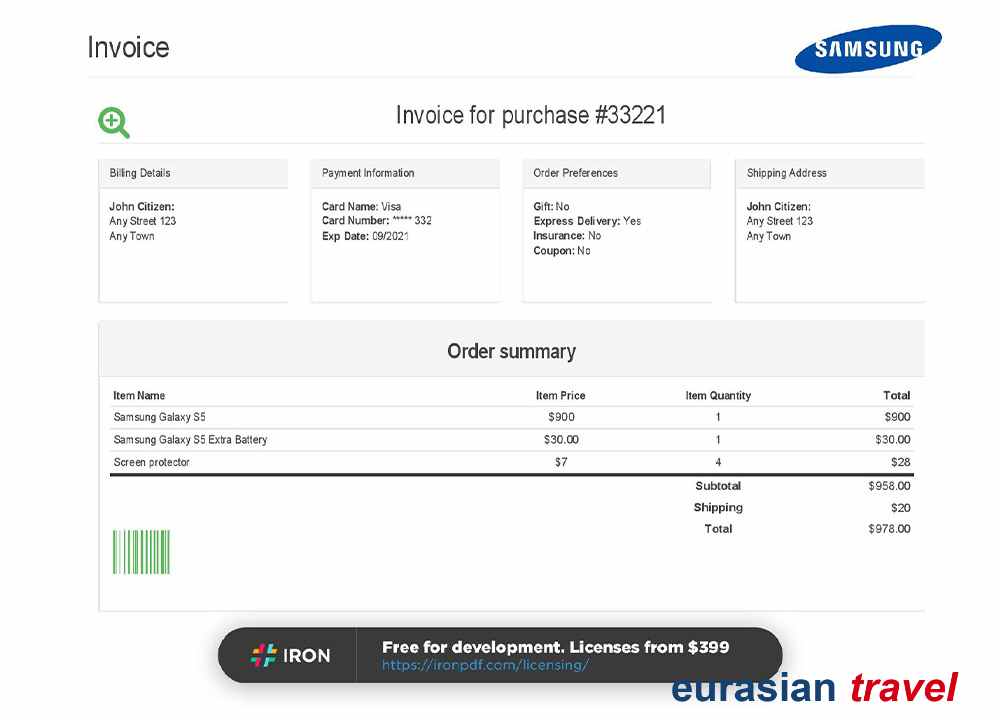 Invoice
SAMSUNG
Invoice for purchase #33221
Billing Details
John Citizen:
Any Street 123
Any Town
Payment Information
Card Name: Visa
Card Number: ***** 332
Exp Date: 09/2021
Order Preferences
Gift: No
Express Delivery: Yes
Insurance: No
Coupon: No
Shipping Address
John Citizen:
Any Street 123
Any Town
Order summary
Item Name Item Price Item Quantity Total
Samsung Galaxy S5 $900 1 $900
Samsung Galaxy S5 Extra Battery $30.00 1 $30.00
Screen protector $7 4 $28
Subtotal $958.00
Shipping $20
Total $978.00
IRON
Free for development. Licenses from $399
https://ironpdf.com/licensing/
eurasian travel